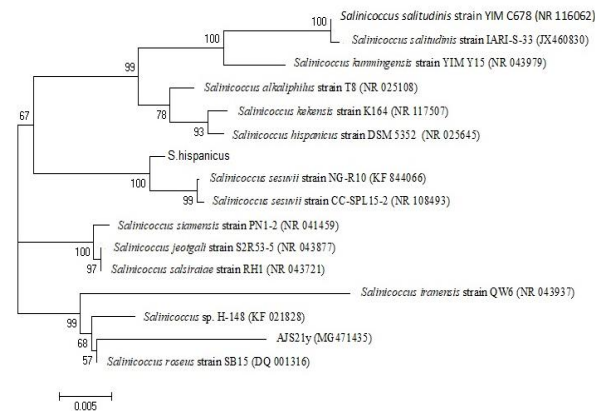 Salinicoccus salitudinis strain YIM C678 (NR 116062)
100
Salinicoccus salitudinis strain IARI-S-33 (JX460830)
100
Salinicoccus kunmingensis strain YIM Y15 (NR 043979)
99
Salinicoccus alkaliphilus strain T8 (NR 025108)
78
Salinicoccus kekensis strain K164 (NR 117507)
93
Salinicoccus hispanicus strain DSM 5352 (NR 025645)
67
S.hispanicus
100
Salinicoccus sesuvii strain NG-R10 (KF 844066)
99
Salinicoccus sesuvii strain CC-SPL15-2 (NR 108493)
Salinicoccus siamensis strain PN1-2 (NR 041459)
100
Salinicoccus jeotgali strain S2R53-5 (NR 043877)
97
Salinicoccus salsiraiae strain RH1 (NR 043721)
Salinicoccus iranensis strain QW6 (NR 043937)
99
Salinicoccus sp. H-148 (KF 021828)
68
AJS21y (MG471435)
57
Salinicoccus roseus strain SB15 (DQ 001316)
0.005